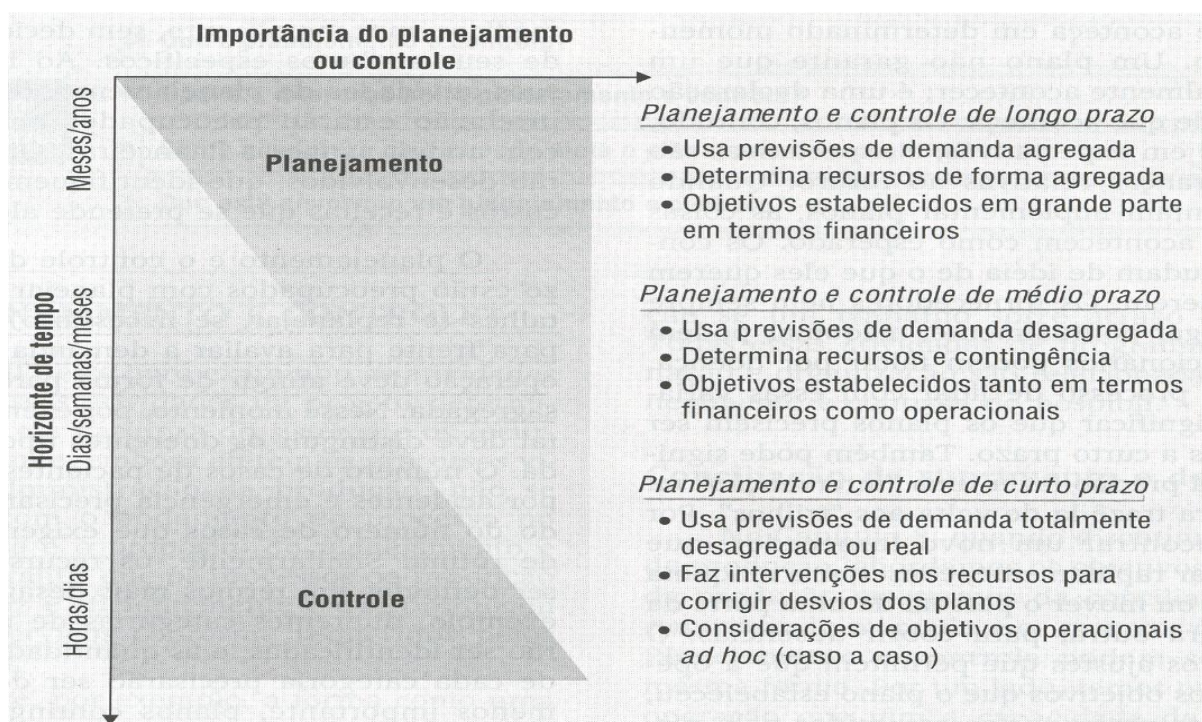 Importância do planejamento
ou controle
Horizonte de tempo
Meses/anos
Dias/semanas/meses
Horas/dias
Planejamento
Controle
Planejamento e controle de longo prazo
• Usa previsões de demanda agregada
• Determina recursos de forma agregada
• Objetivos estabelecidos em grande parte
em termos financeiros
Planejamento e controle de médio prazo
• Usa previsões de demanda desagregada
• Determina recursos e contingência
• Objetivos estabelecidos tanto em termos
financeiros como operacionais
Planejamento e controle de curto prazo
• Usa previsões de demanda totalmente
desagregada ou real
• Faz intervenções nos recursos para
corrigir desvios dos planos
• Considerações de objetivos operacionais
ad hoc (caso a caso)